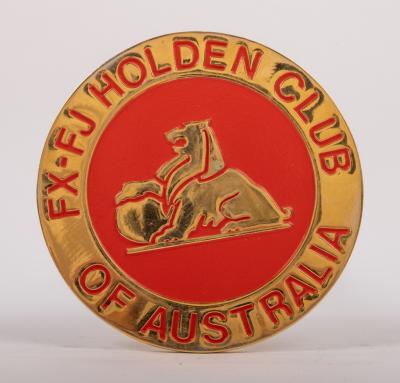 FX-FJ HOLDEN CLUB
OF AUSTRALIA